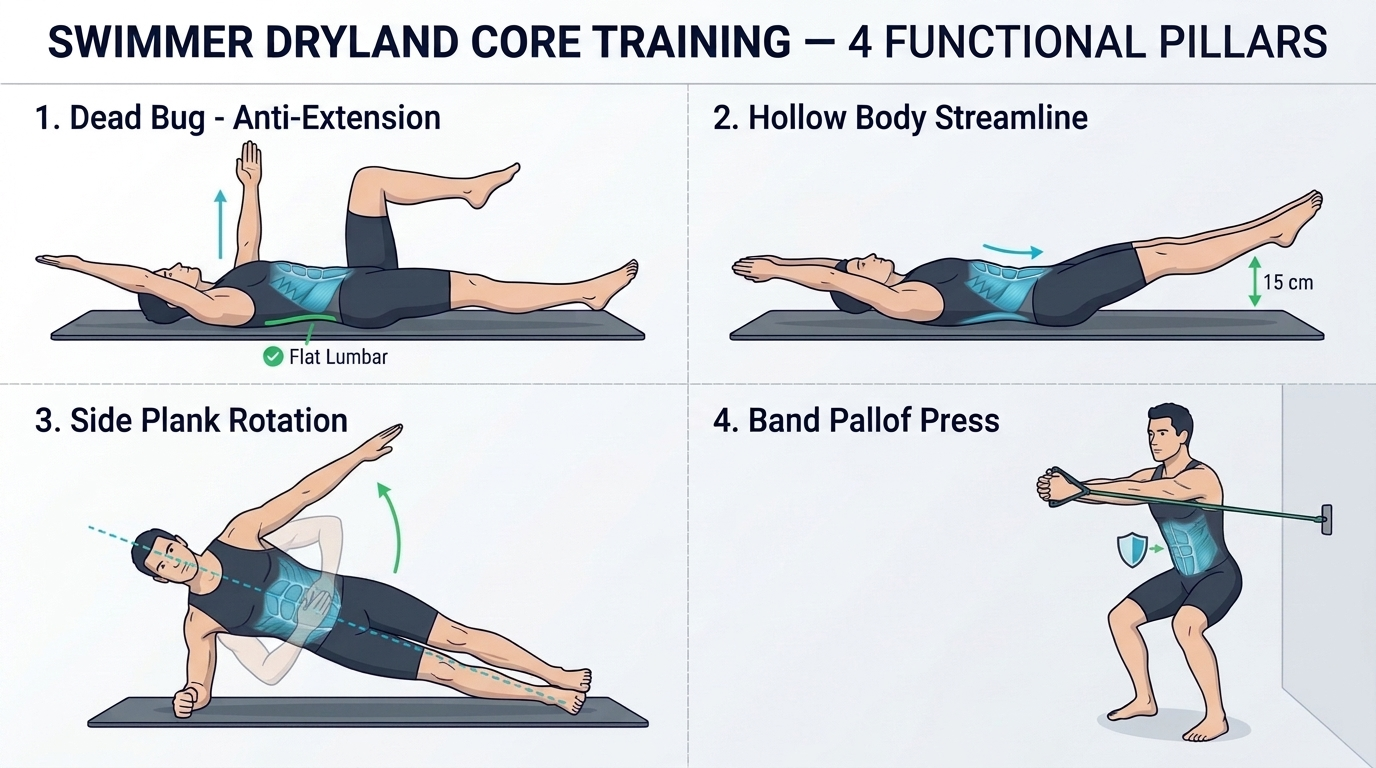 SWIMMER DRYLAND CORE TRAINING — 4 FUNCTIONAL PILLARS
1. Dead Bug - Anti-Extension
Flat Lumbar
2. Hollow Body Streamline
15 cm
3. Side Plank Rotation
4. Band Pallof Press